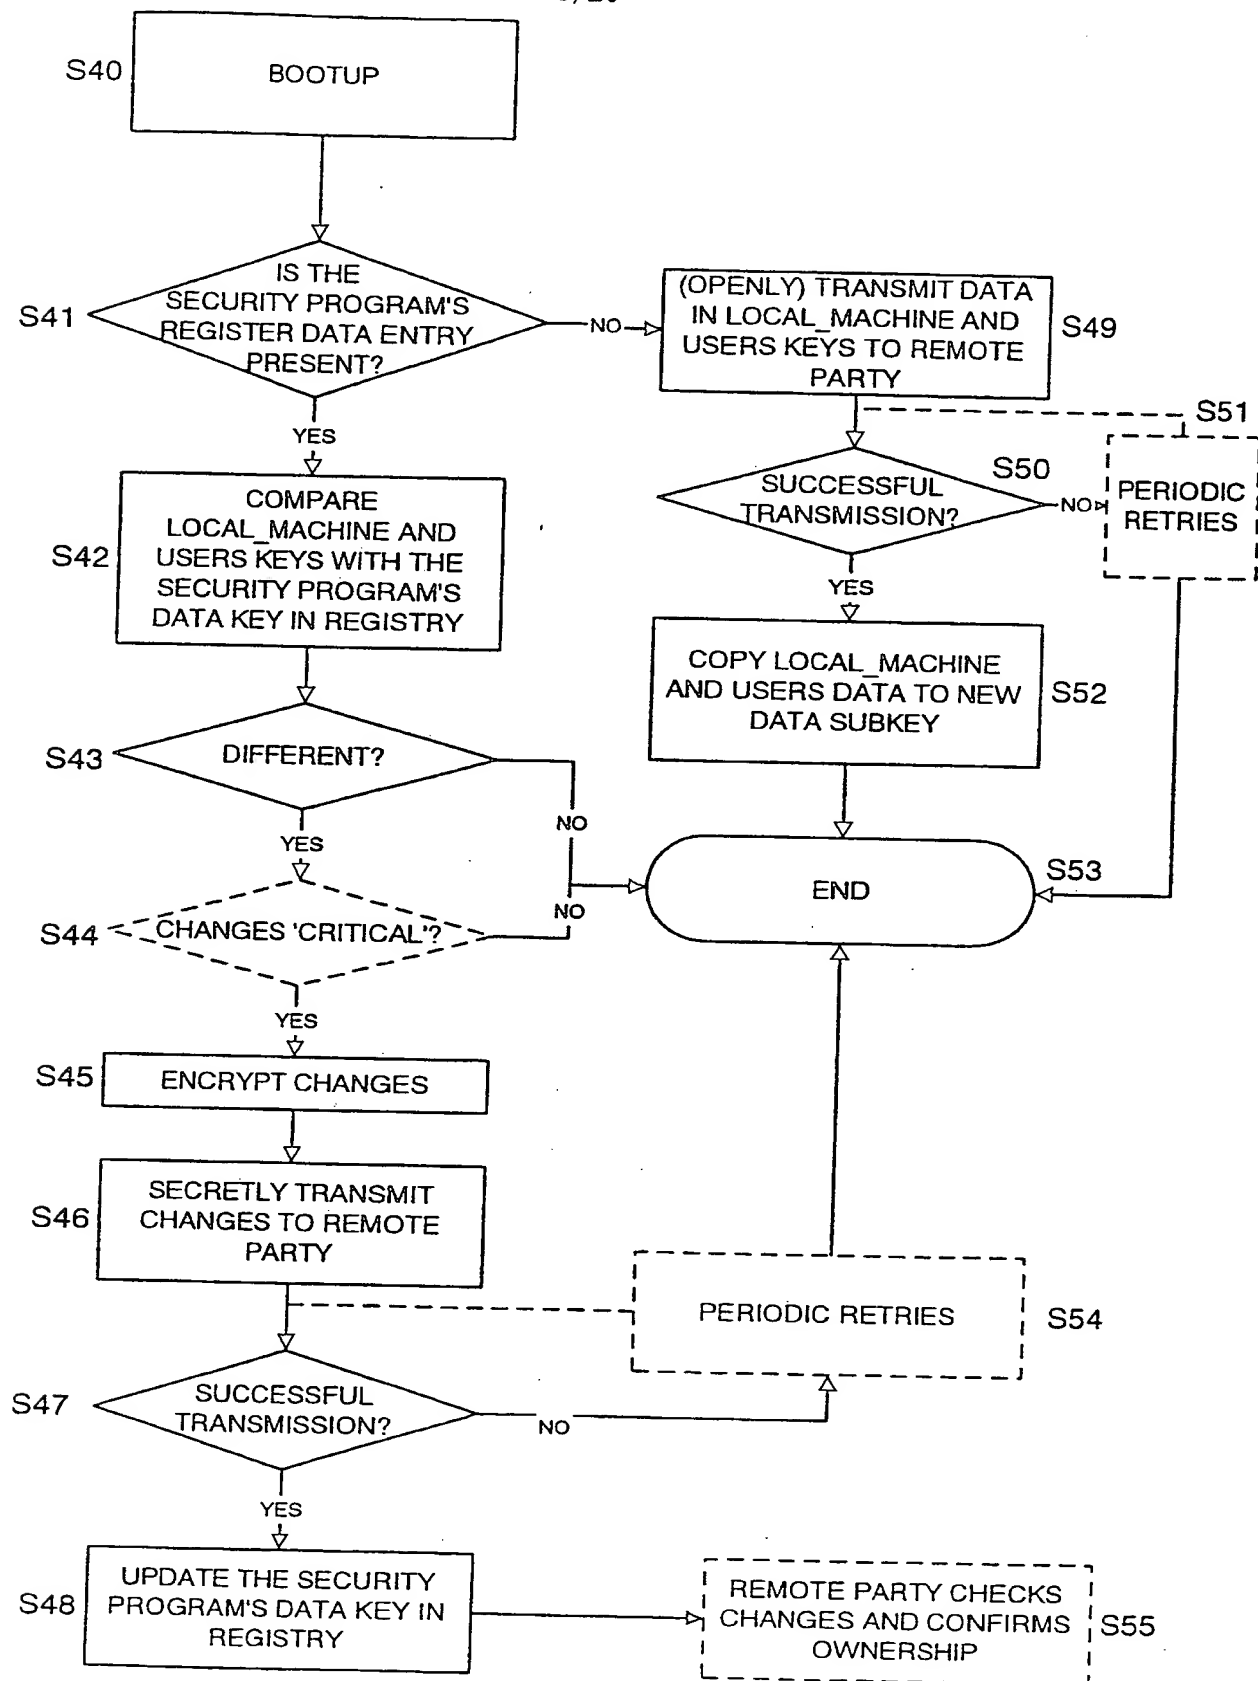 S40
BOOTUP
S41
IS THE
SECURITY PROGRAM'S
REGISTER DATA ENTRY
PRESENT?
NO
(OPENLY) TRANSMIT DATA
IN LOCAL_MACHINE AND
USERS KEYS TO REMOTE
PARTY
S49
YES
S51
S50
SUCCESSFUL
TRANSMISSION?
NO
PERIODIC
RETRIES
S42
COMPARE
LOCAL_MACHINE AND
USERS KEYS WITH THE
SECURITY PROGRAM'S
DATA KEY IN REGISTRY
YES
COPY LOCAL_MACHINE
AND USERS DATA TO NEW
DATA SUBKEY
S52
S43
DIFFERENT?
NO
YES
END
S53
S44
CHANGES 'CRITICAL'?
NO
YES
S45
ENCRYPT CHANGES
S46
SECRETLY TRANSMIT
CHANGES TO REMOTE
PARTY
PERIODIC RETRIES
S54
S47
SUCCESSFUL
TRANSMISSION?
NO
YES
S48
UPDATE THE SECURITY
PROGRAM'S DATA KEY IN
REGISTRY
REMOTE PARTY CHECKS
CHANGES AND CONFIRMS
OWNERSHIP
S55